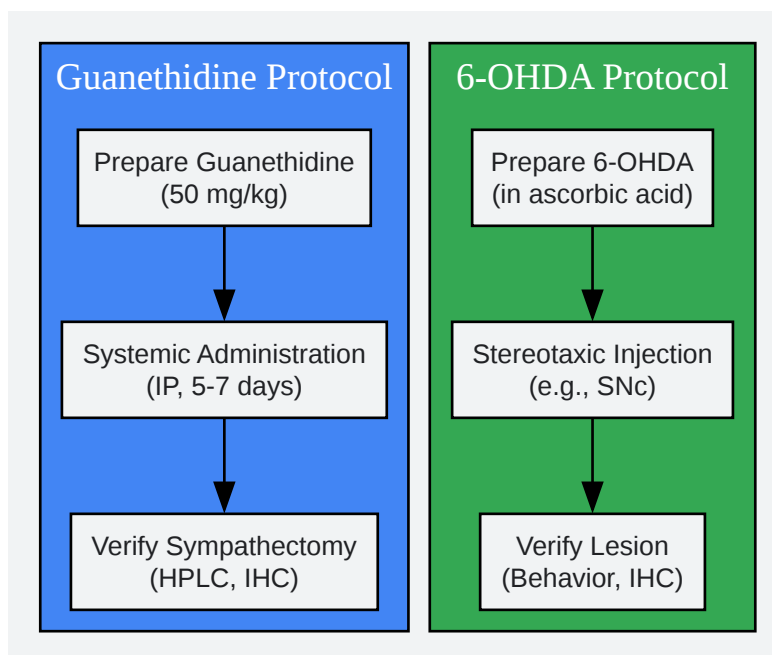 Guanethidine Protocol
Prepare Guanethidine
(50 mg/kg)
Systemic Administration
(IP, 5-7 days)
Verify Sympathectomy
(HPLC, IHC)
6-OHDA Protocol
Prepare 6-OHDA
(in ascorbic acid)
Stereotaxic Injection
(e.g., SNc)
Verify Lesion
(Behavior, IHC)